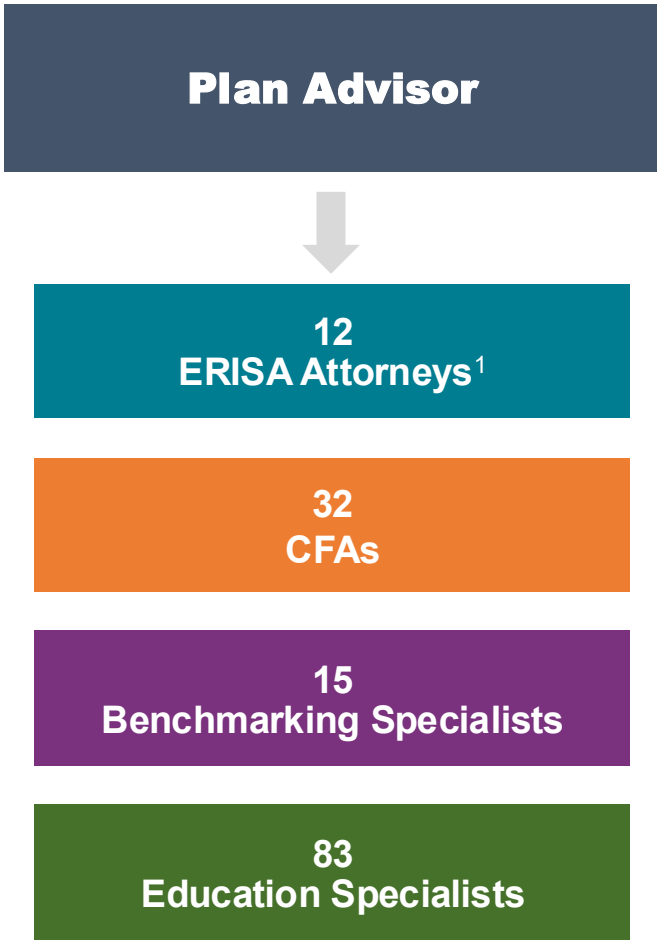 Plan Advisor
12
ERISA Attorneys¹
32
CFAs
15
Benchmarking Specialists
83
Education Specialists